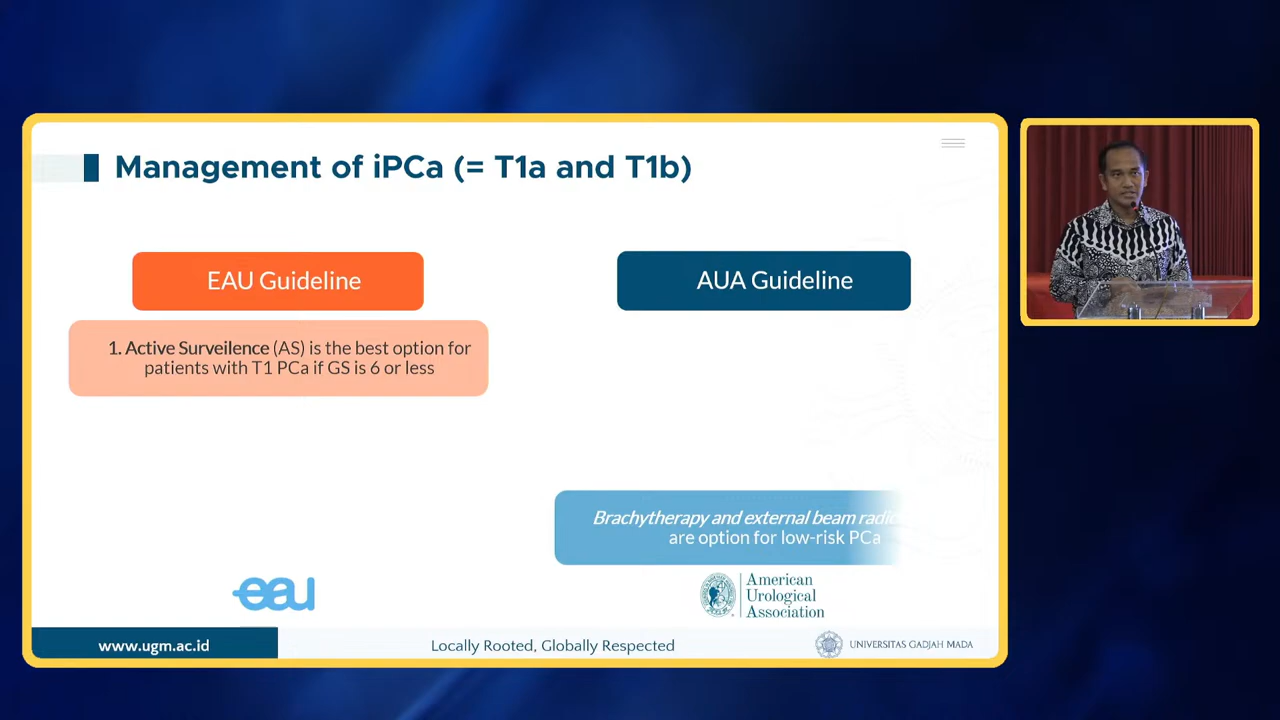 Management of iPCa (= T1a and T1b)
EAU Guideline
AUA Guideline
1. Active Surveilence (AS) is the best option for
patients with T1 PCa if GS is 6 or less
Brachytherapy and external beam
are option for low-risk PCa
eau
American
Urological
Association
www.ugm.ac.id
Locally Rooted, Globally Respected
UNIVERSITAS GADJAH MADA